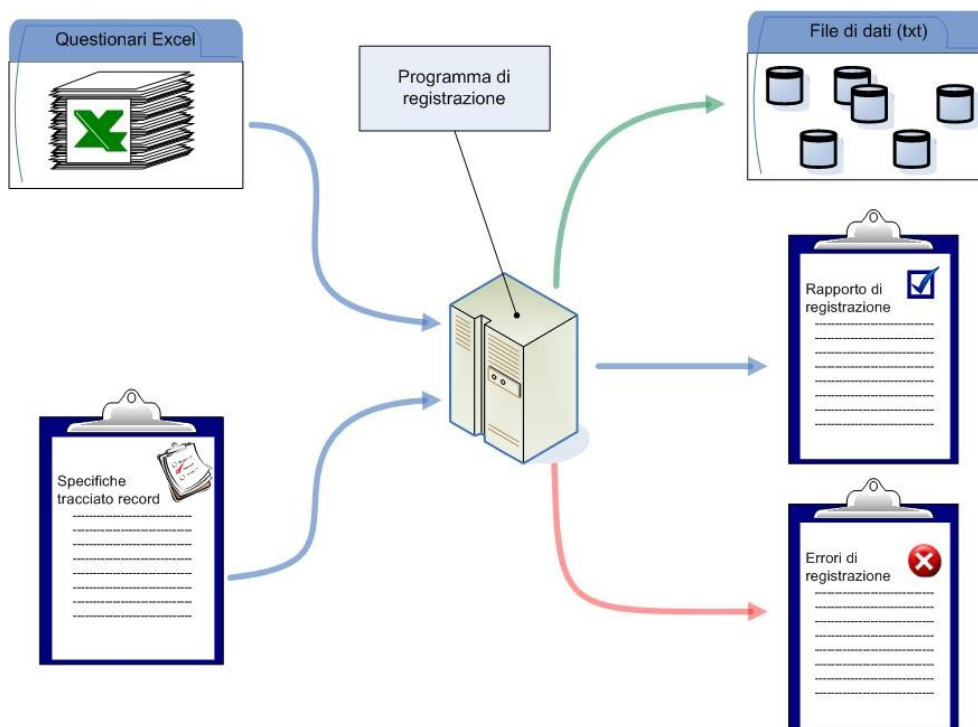 Questionari Excel
Programma di
registrazione
File di dati (txt)
Rapporto di
registrazione
Specifiche
tracciato record
Errori di
registrazione